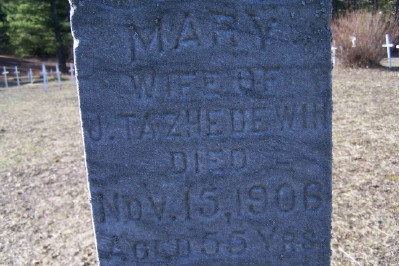 MARY
WIFE OF
J. TAZHEDEWIN
DIED
NOV. 15, 1906
AGED 55 YRS.